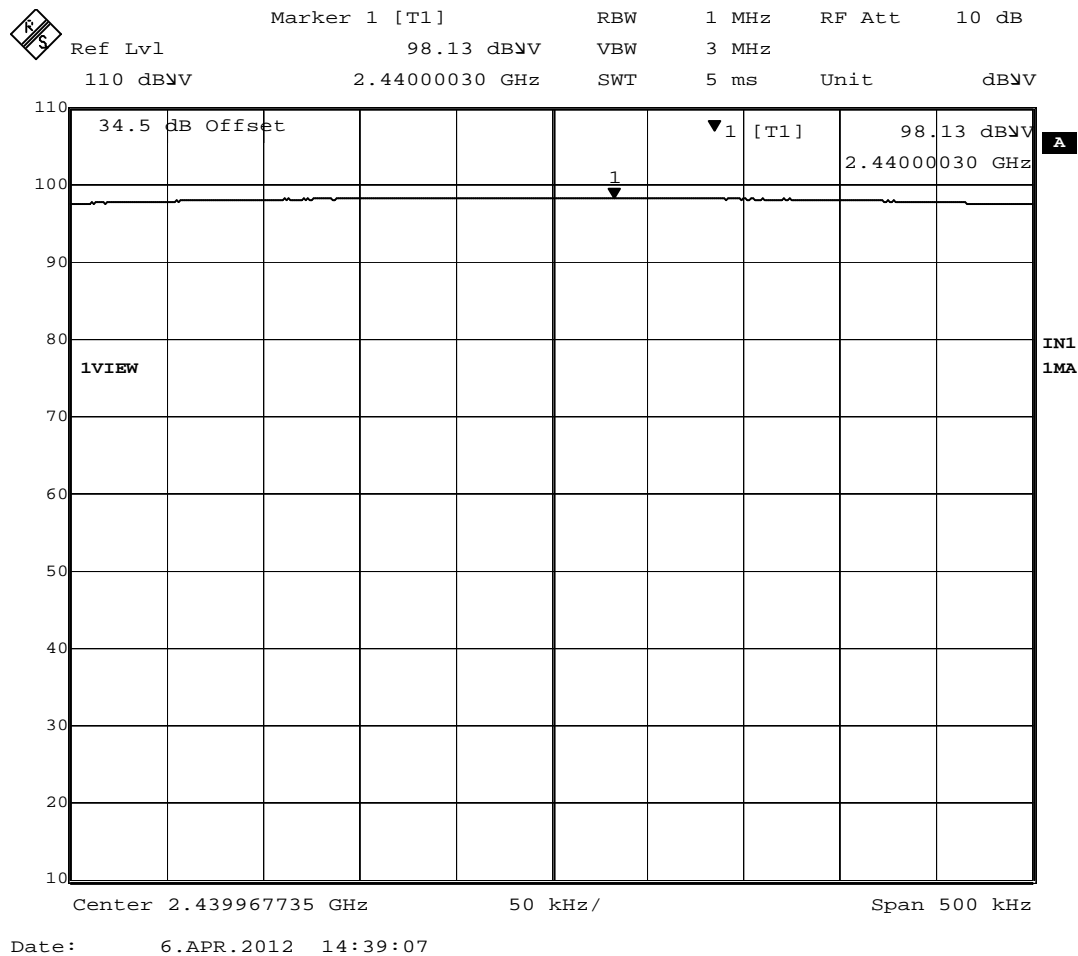 R S
Marker 1 [T1] RBW 1 MHz RF Att 10 dB
Ref Lvl 98.13 dBµV VBW 3 MHz
110 dBµV 2.44000030 GHz SWT 5 ms Unit dBµV
110
34.5 dB Offset
1 [T1] 98.13 dBµV
A
2.44000030 GHz
100
1
90
80
IN1
1VIEW
1MA
70
60
50
40
30
20
10
Center 2.439967735 GHz 50 kHz/ Span 500 kHz
Date: 6.APR.2012 14:39:07